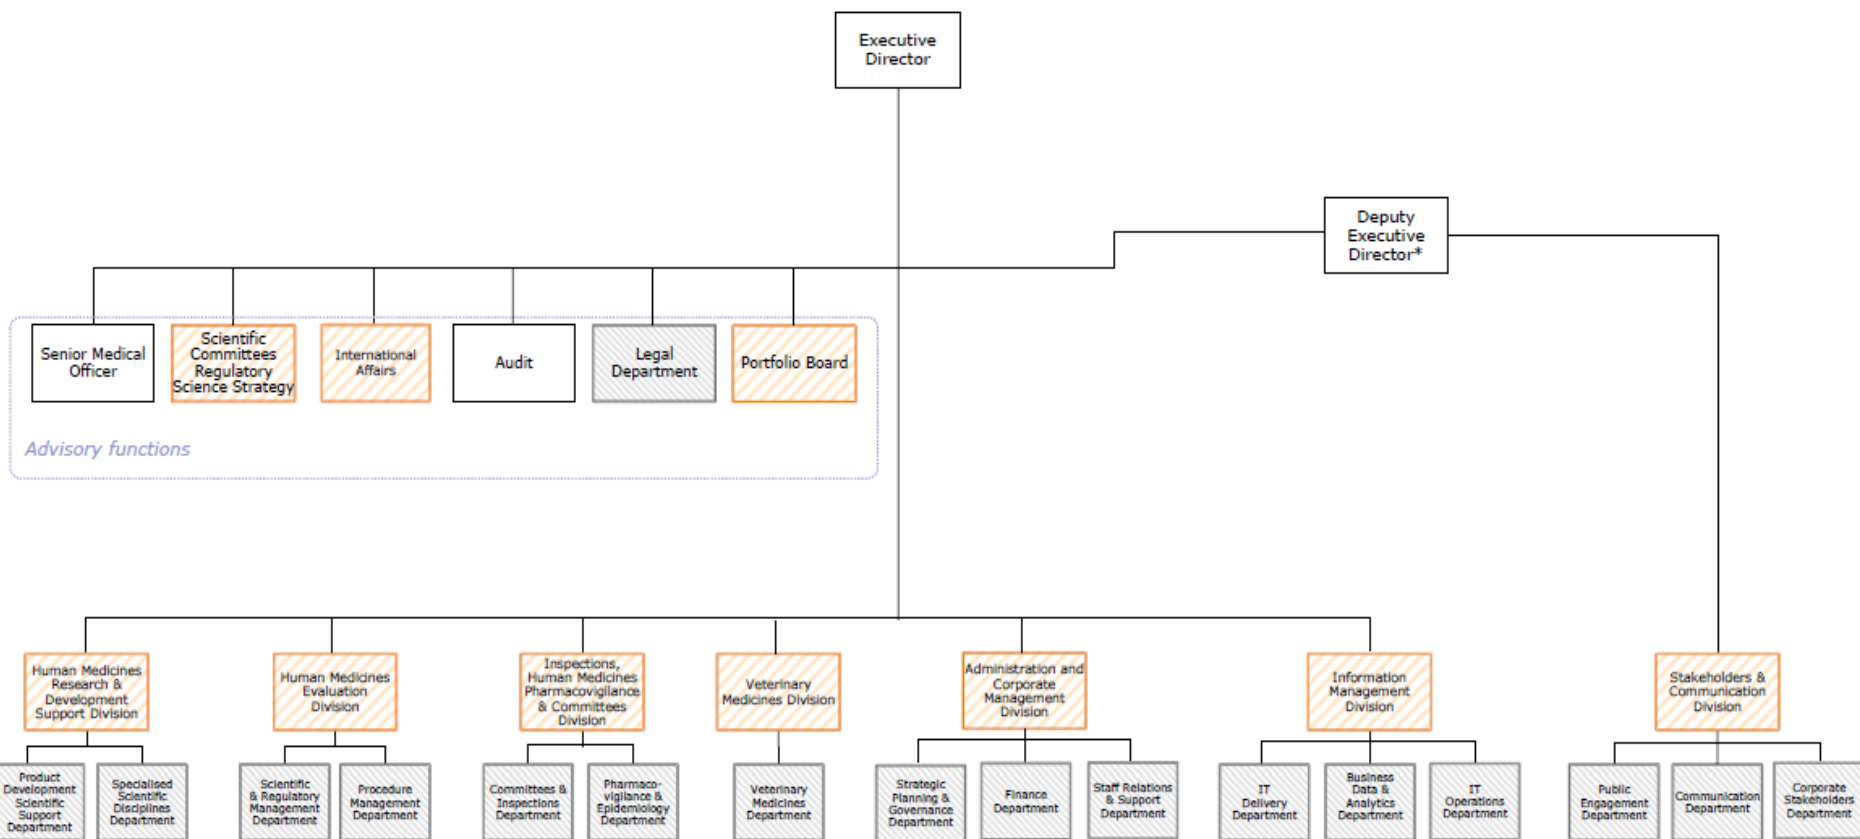 Executive
Director
Deputy
Executive
Director*
Senior Medical
Officer
Scientific
Committees
Regulatory
Science Strategy
International
Affairs
Audit
Legal
Department
Portfolio Board
Advisory functions
Human Medicines
Research &
Development
Support Division
Human Medicines
Evaluation
Division
Inspections,
Human Medicines
Pharmacovigilance
& Committees
Division
Veterinary
Medicines Division
Administration and
Corporate
Management
Division
Information
Management
Division
Stakeholders &
Communication
Division
Product
Development
Scientific
Support
Department
Specialised
Scientific
Disciplines
Department
Scientific
& Regulatory
Management
Department
Procedure
Management
Department
Committees &
Inspections
Department
Pharmaco-
vigilance &
Epidemiology
Department
Veterinary
Medicines
Department
Strategic
Planning &
Governance
Department
Finance
Department
Staff Relations
& Support
Department
IT
Delivery
Department
Business
Data &
Analytics
Department
IT
Operations
Department
Public
Engagement
Department
Communication
Department
Corporate
Stakeholders
Department